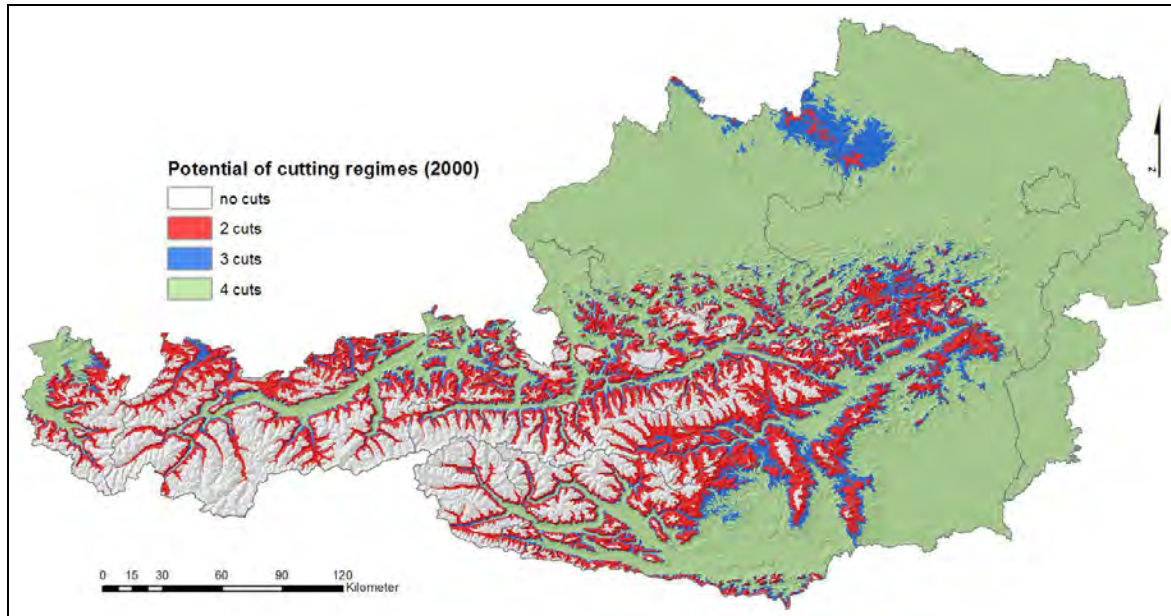 Potential of cutting regimes (2000)
no cuts
2 cuts
3 cuts
4 cuts
z
0 15 30 60 90 120
Kilometer